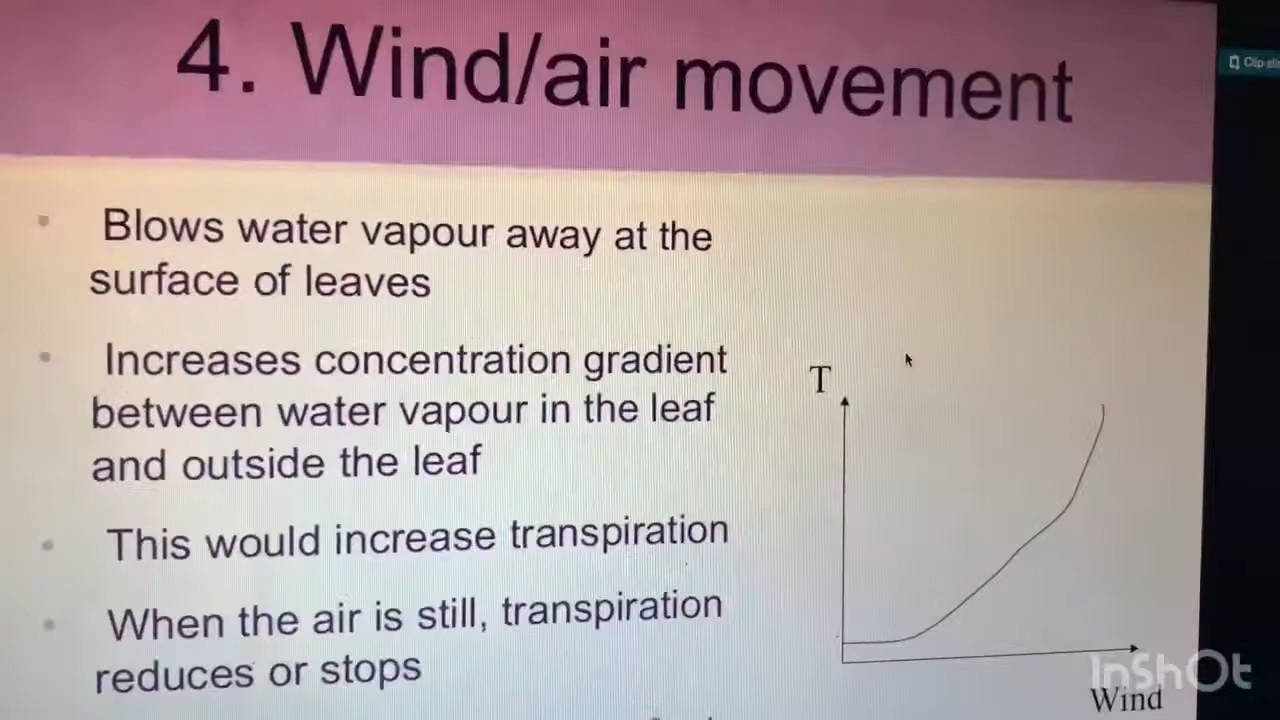 4. Wind/air movement
Clip
Blows water vapour away at the
surface of leaves
Increases concentration gradient
between water vapour in the leaf
and outside the leaf
This would increase transpiration
When the air is still, transpiration
reduces or stops
T
Wind
InShOt